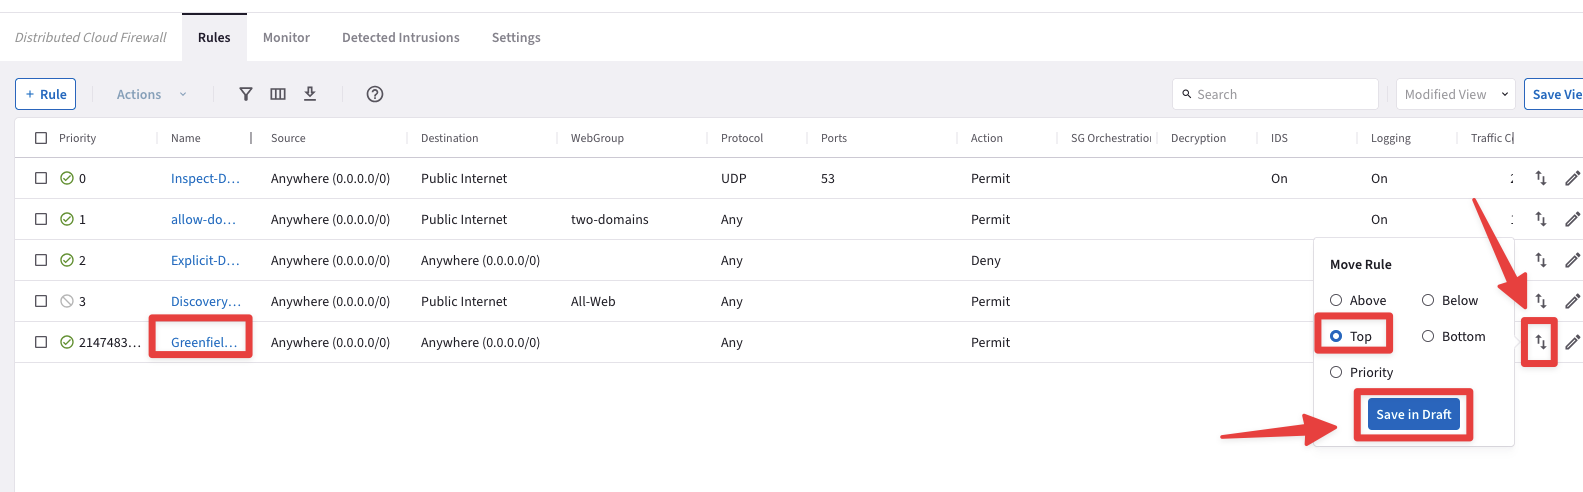 Distributed Cloud Firewall Rules Monitor Detected Intrusions Settings
+ Rule Actions Search Modified View Save Vie
Priority Name Source Destination WebGroup Protocol Ports Action SG Orchestration Decryption IDS Logging Traffic C
0 Inspect-D... Anywhere (0.0.0.0/0) Public Internet UDP 53 Permit On On
1 allow-do... Anywhere (0.0.0.0/0) Public Internet two-domains Any Permit On
2 Explicit-D... Anywhere (0.0.0.0/0) Anywhere (0.0.0.0/0) Any Deny
3 Discovery... Anywhere (0.0.0.0/0) Public Internet All-Web Any Permit
2147483... Greenfiel... Anywhere (0.0.0.0/0) Anywhere (0.0.0.0/0) Any Permit
Move Rule
Above Below
Top Bottom
Priority
Save in Draft